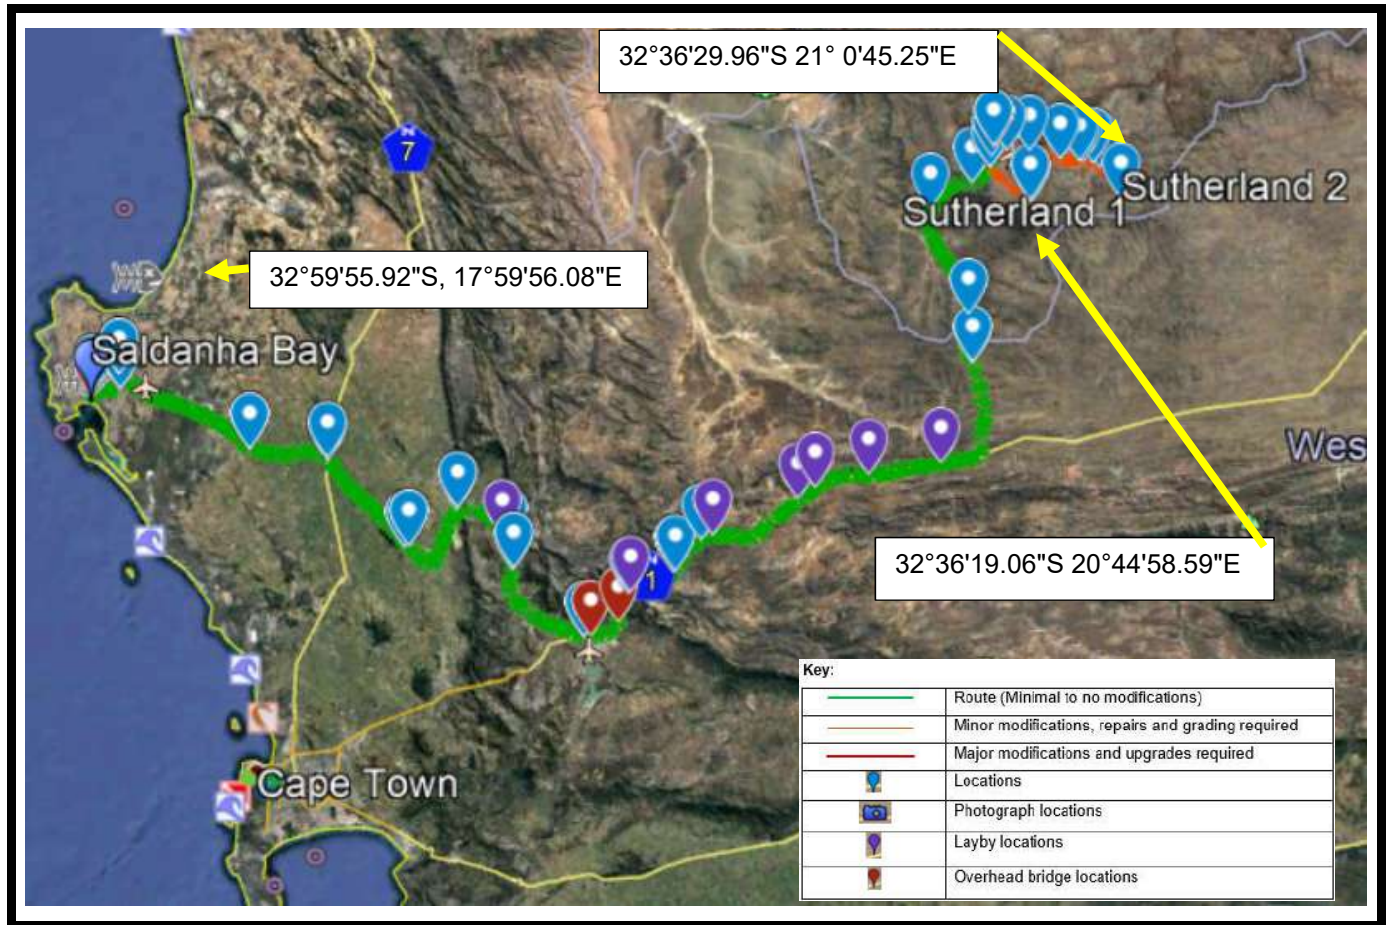 32°36'29.96"S 21° 0'45.25"E
N
7
Sutherland 2
Sutherland 1
32°59'55.92"S, 17°59'56.08"E
Saldanha Bay
Wes
32°36'19.06"S 20°44'58.59"E
1
Cape Town
Key:
Route (Minimal to no modifications)
Minor modifications, repairs and grading required
Major modifications and upgrades required
Locations
Photograph locations
Layby locations
Overhead bridge locations